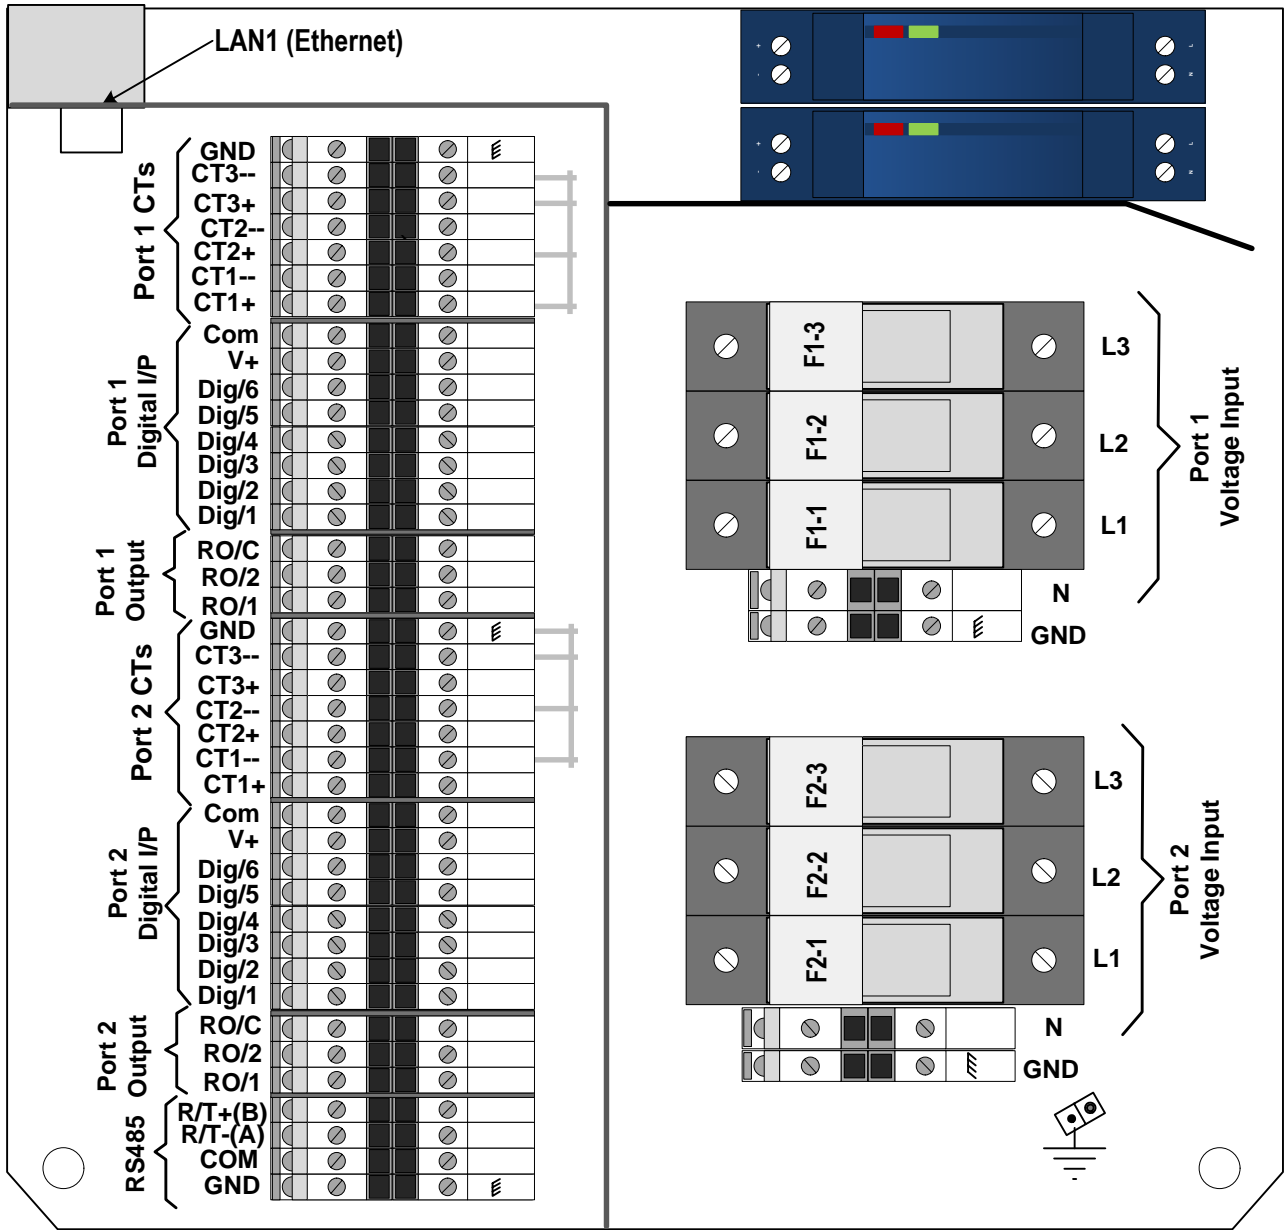 LAN1 (Ethernet)
Port 1 CTs
GND
CT3--
CT3+
CT2--
CT2+
CT1--
CT1+
Port 1
Digital I/P
Com
V+
Dig/6
Dig/5
Dig/4
Dig/3
Dig/2
Dig/1
Port 1
Output
RO/C
RO/2
RO/1
Port 2 CTs
GND
CT3--
CT3+
CT2--
CT2+
CT1--
CT1+
Port 2
Digital I/P
Com
V+
Dig/6
Dig/5
Dig/4
Dig/3
Dig/2
Dig/1
Port 2
Output
RO/C
RO/2
RO/1
RS485
R/T+(B)
R/T-(A)
COM
GND
+ L
- N
+ L
- N
F1-3 L3
F1-2 L2
F1-1 L1
N
GND
Port 1
Voltage Input
F2-3 L3
F2-2 L2
F2-1 L1
N
GND
Port 2
Voltage Input